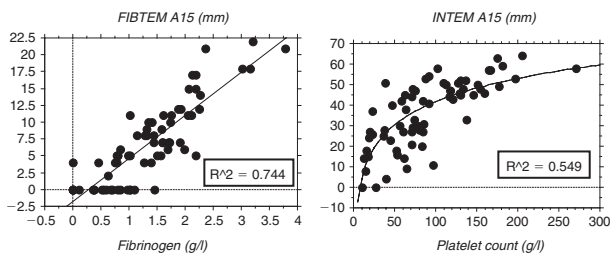 FIBTEM A15 (mm)
22.5
20
17.5
15
12.5
10
7.5
5
2.5
0
−2.5
R^2 = 0.744
−0.5 0 0.5 1 1.5 2 2.5 3 3.5 4
Fibrinogen (g/l)
INTEM A15 (mm)
70
60
50
40
30
20
10
0
−10
R^2 = 0.549
0 50 100 150 200 250 300
Platelet count (g/l)